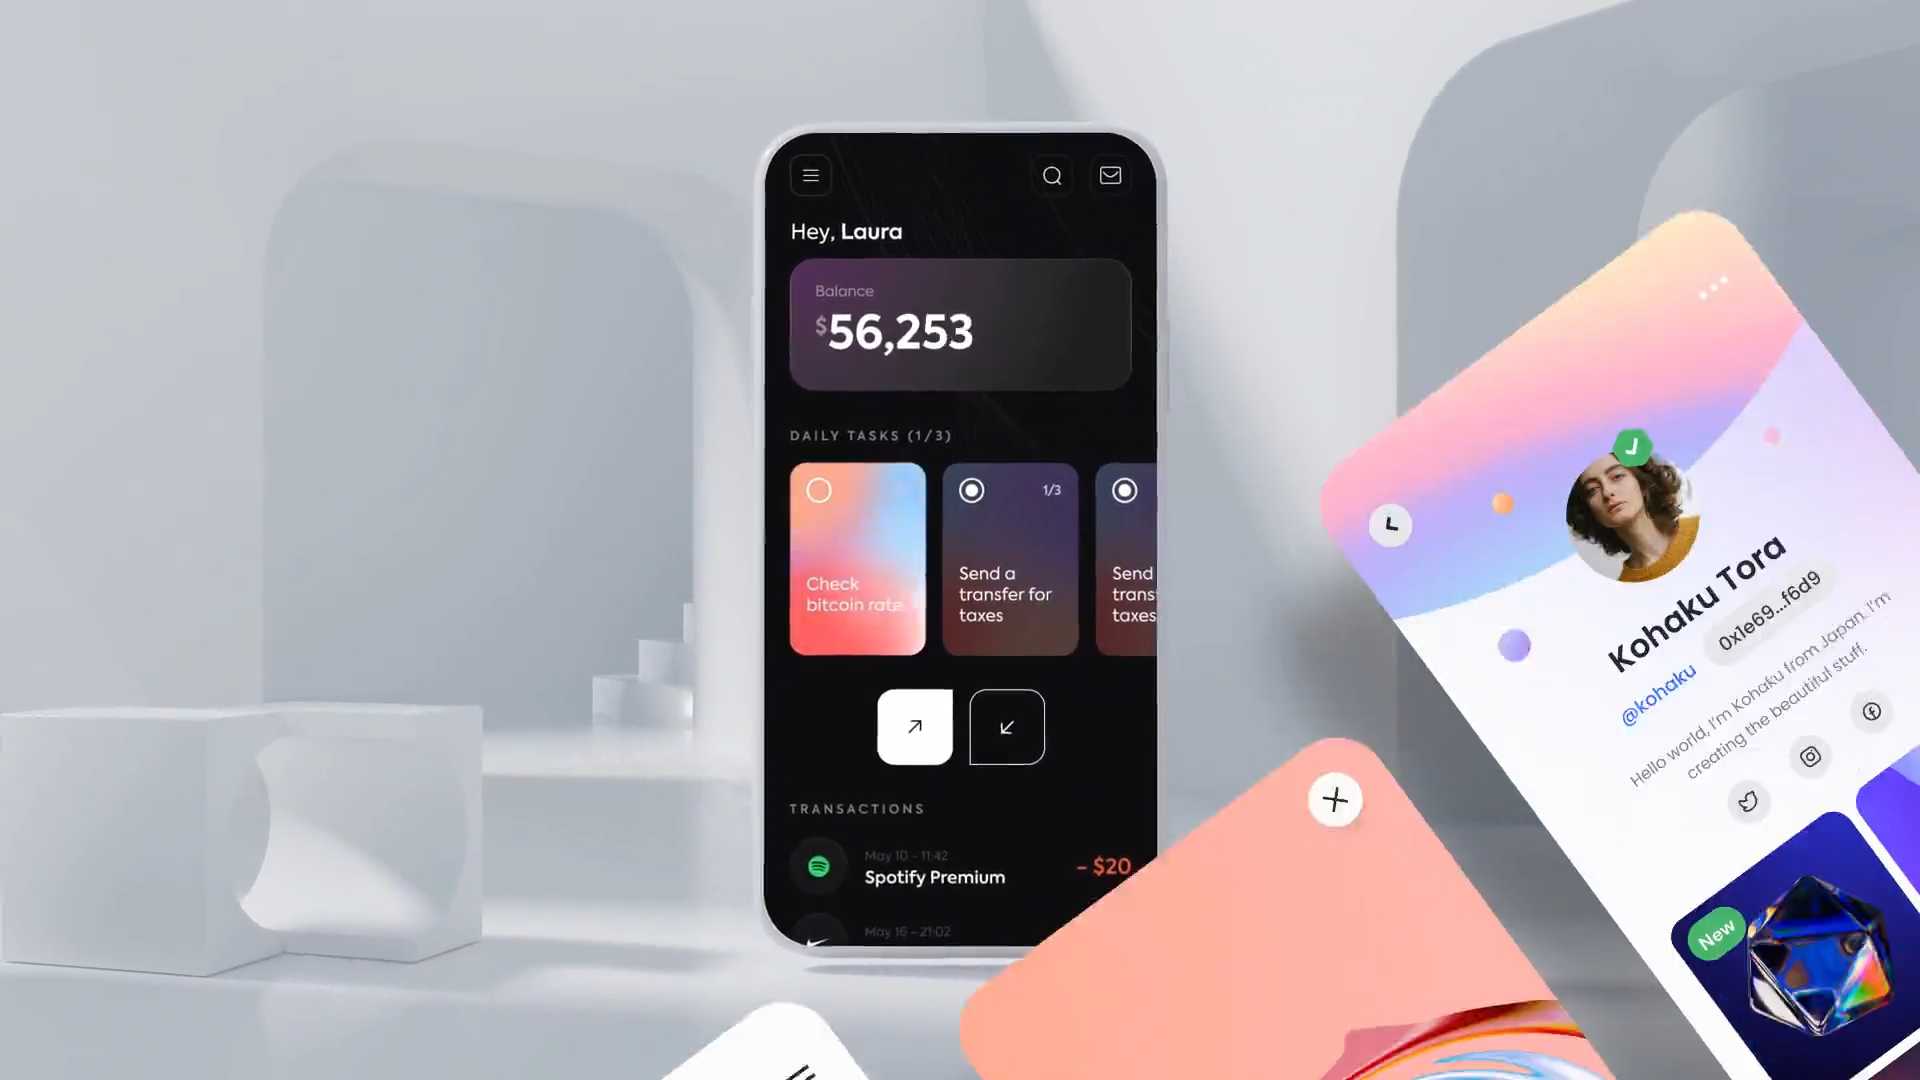 Hey, Laura
Balance
$56,253
DAILY TASKS (1/3)
Check
bitcoin rate
1/3
Send a
transfer for
taxes
Send
trans
taxes
TRANSACTIONS
May 10 - 11:42
Spotify Premium
- $20
May 16 - 21:02
Kohaku Tora
@kohaku
0x1e69...f6d9
Hello world, I'm Kohaku from Japan. I'm
creating the beautiful stuff.
New